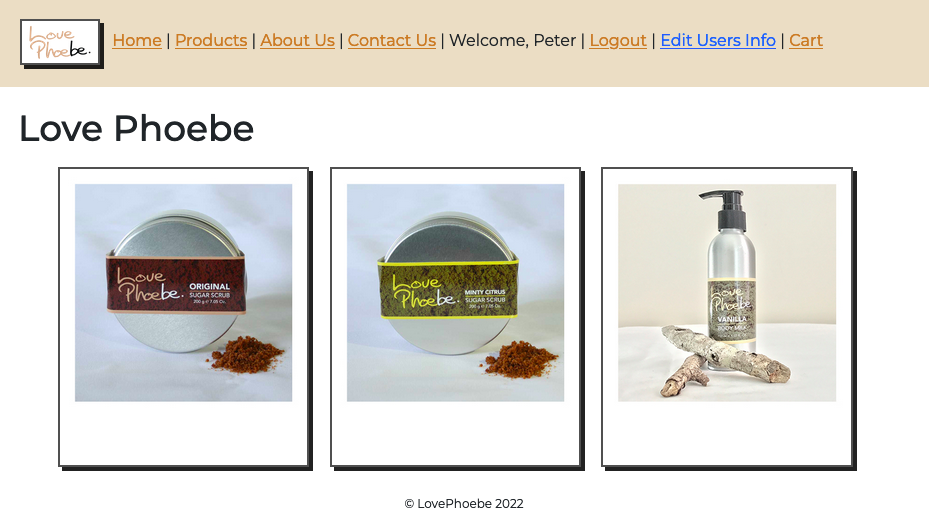 Love
Phoebe.
Home | Products | About Us | Contact Us | Welcome, Peter | Logout | Edit Users Info | Cart
Love Phoebe
Love
Phoebe.
ORIGINAL
SUGAR SCRUB
200 g ℮ 7.05 Oz.
Love
Phoebe.
MINTY CITRUS
SUGAR SCRUB
200 g ℮ 7.05 Oz.
Love
Phoebe.
VANILLA
BODY MILK
© LovePhoebe 2022